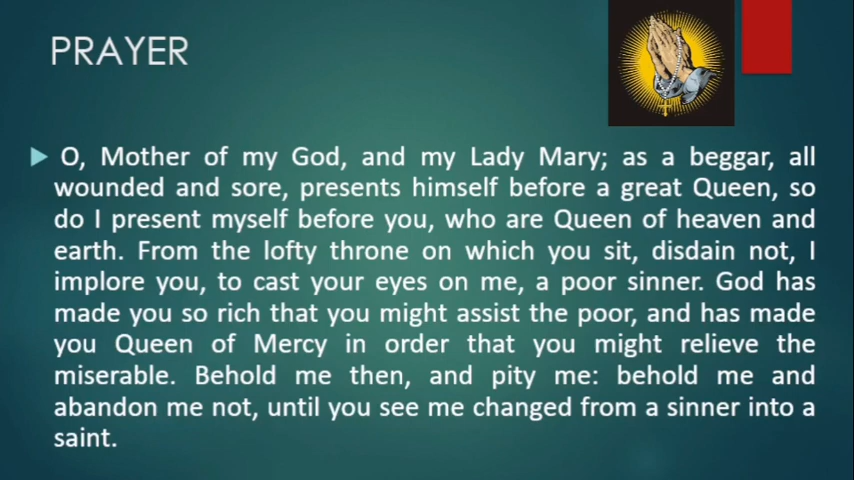 PRAYER
O, Mother of my God, and my Lady Mary; as a beggar, all
wounded and sore, presents himself before a great Queen, so
do I present myself before you, who are Queen of heaven and
earth. From the lofty throne on which you sit, disdain not, I
implore you, to cast your eyes on me, a poor sinner. God has
made you so rich that you might assist the poor, and has made
you Queen of Mercy in order that you might relieve the
miserable. Behold me then, and pity me: behold me and
abandon me not, until you see me changed from a sinner into a
saint.